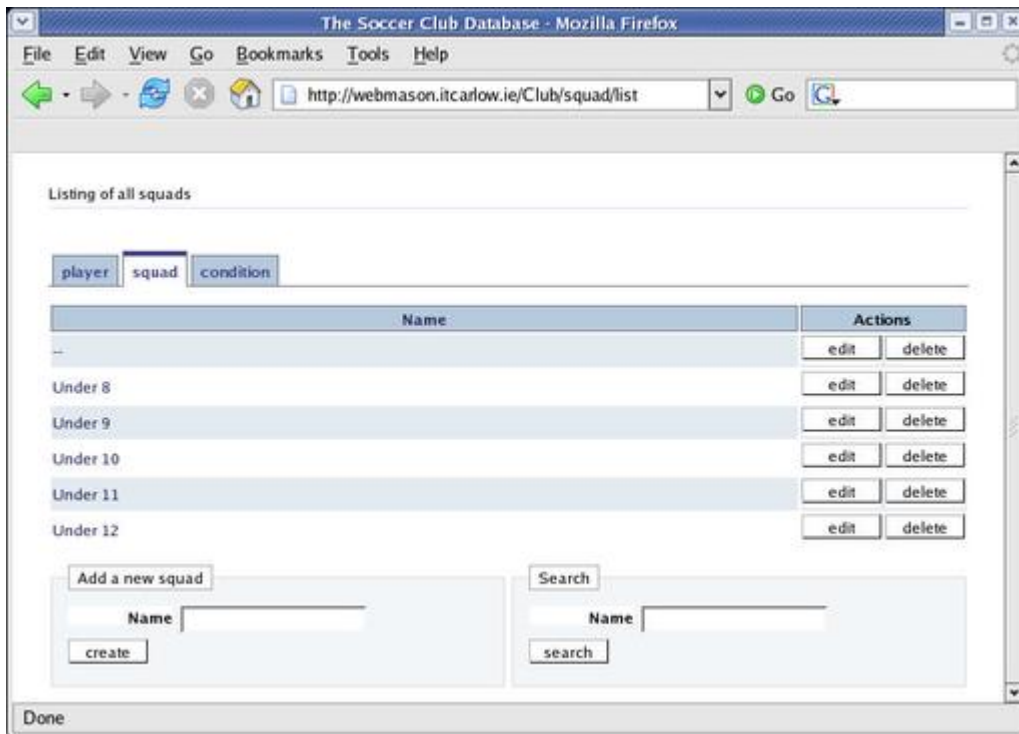 The Soccer Club Database - Mozilla Firefox
File Edit View Go Bookmarks Tools Help
http://webmason.itcarlow.ie/Club/squad/list Go G
Listing of all squads
player squad condition
Name Actions
-- edit delete
Under 8 edit delete
Under 9 edit delete
Under 10 edit delete
Under 11 edit delete
Under 12 edit delete
Add a new squad Search
Name Name
create search
Done